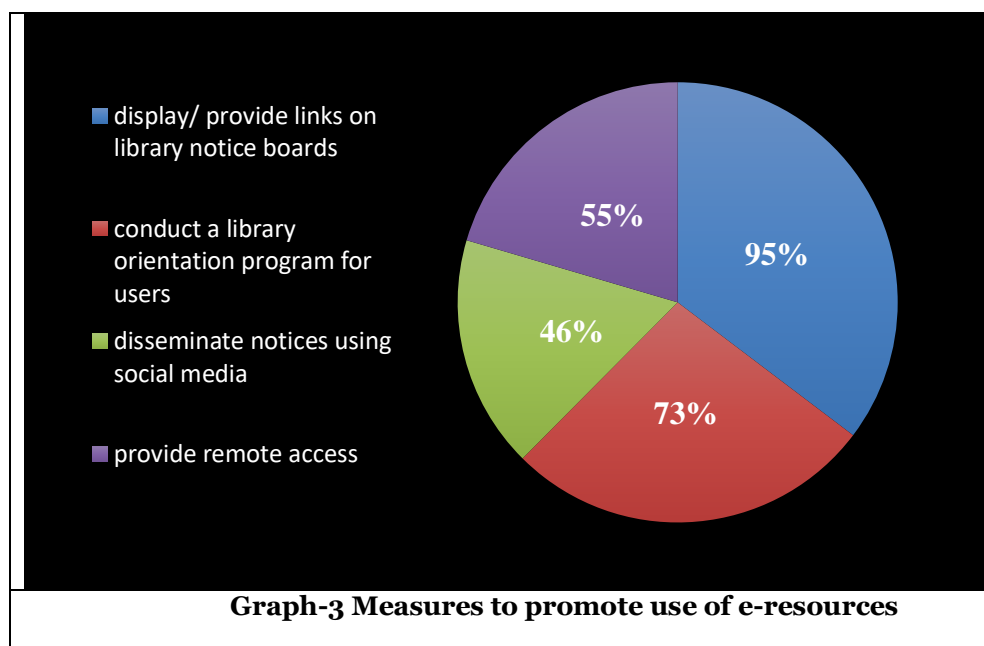 display/ provide links on
library notice boards
conduct a library
orientation program for
users
disseminate notices using
social media
provide remote access
95%
73%
46%
55%
Graph-3 Measures to promote use of e-resources